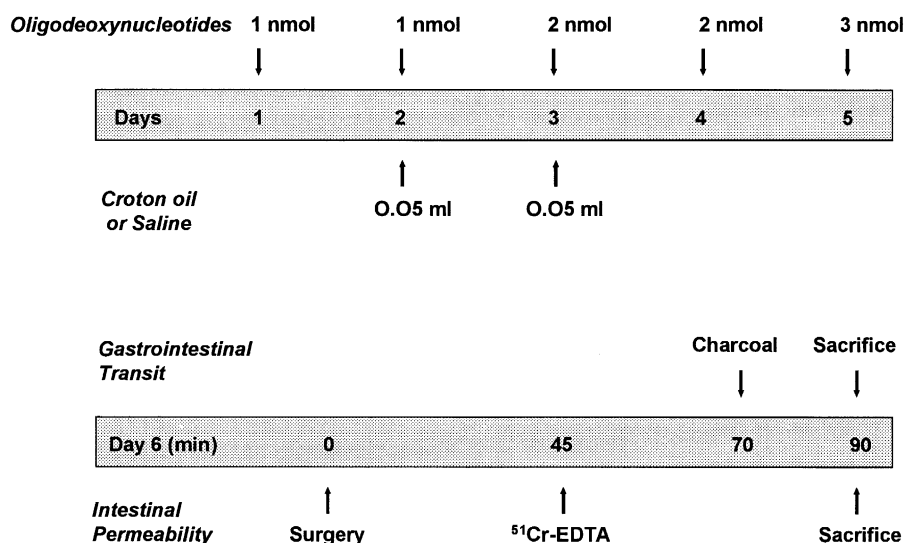 Oligodeoxynucleotides 1 nmol 1 nmol 2 nmol 2 nmol 3 nmol
Days 1 2 3 4 5
Croton oil
or Saline
O.O5 ml O.O5 ml
Gastrointestinal
Transit
Charcoal Sacrifice
Day 6 (min) 0 45 70 90
Intestinal
Permeability
Surgery ⁵¹Cr-EDTA Sacrifice